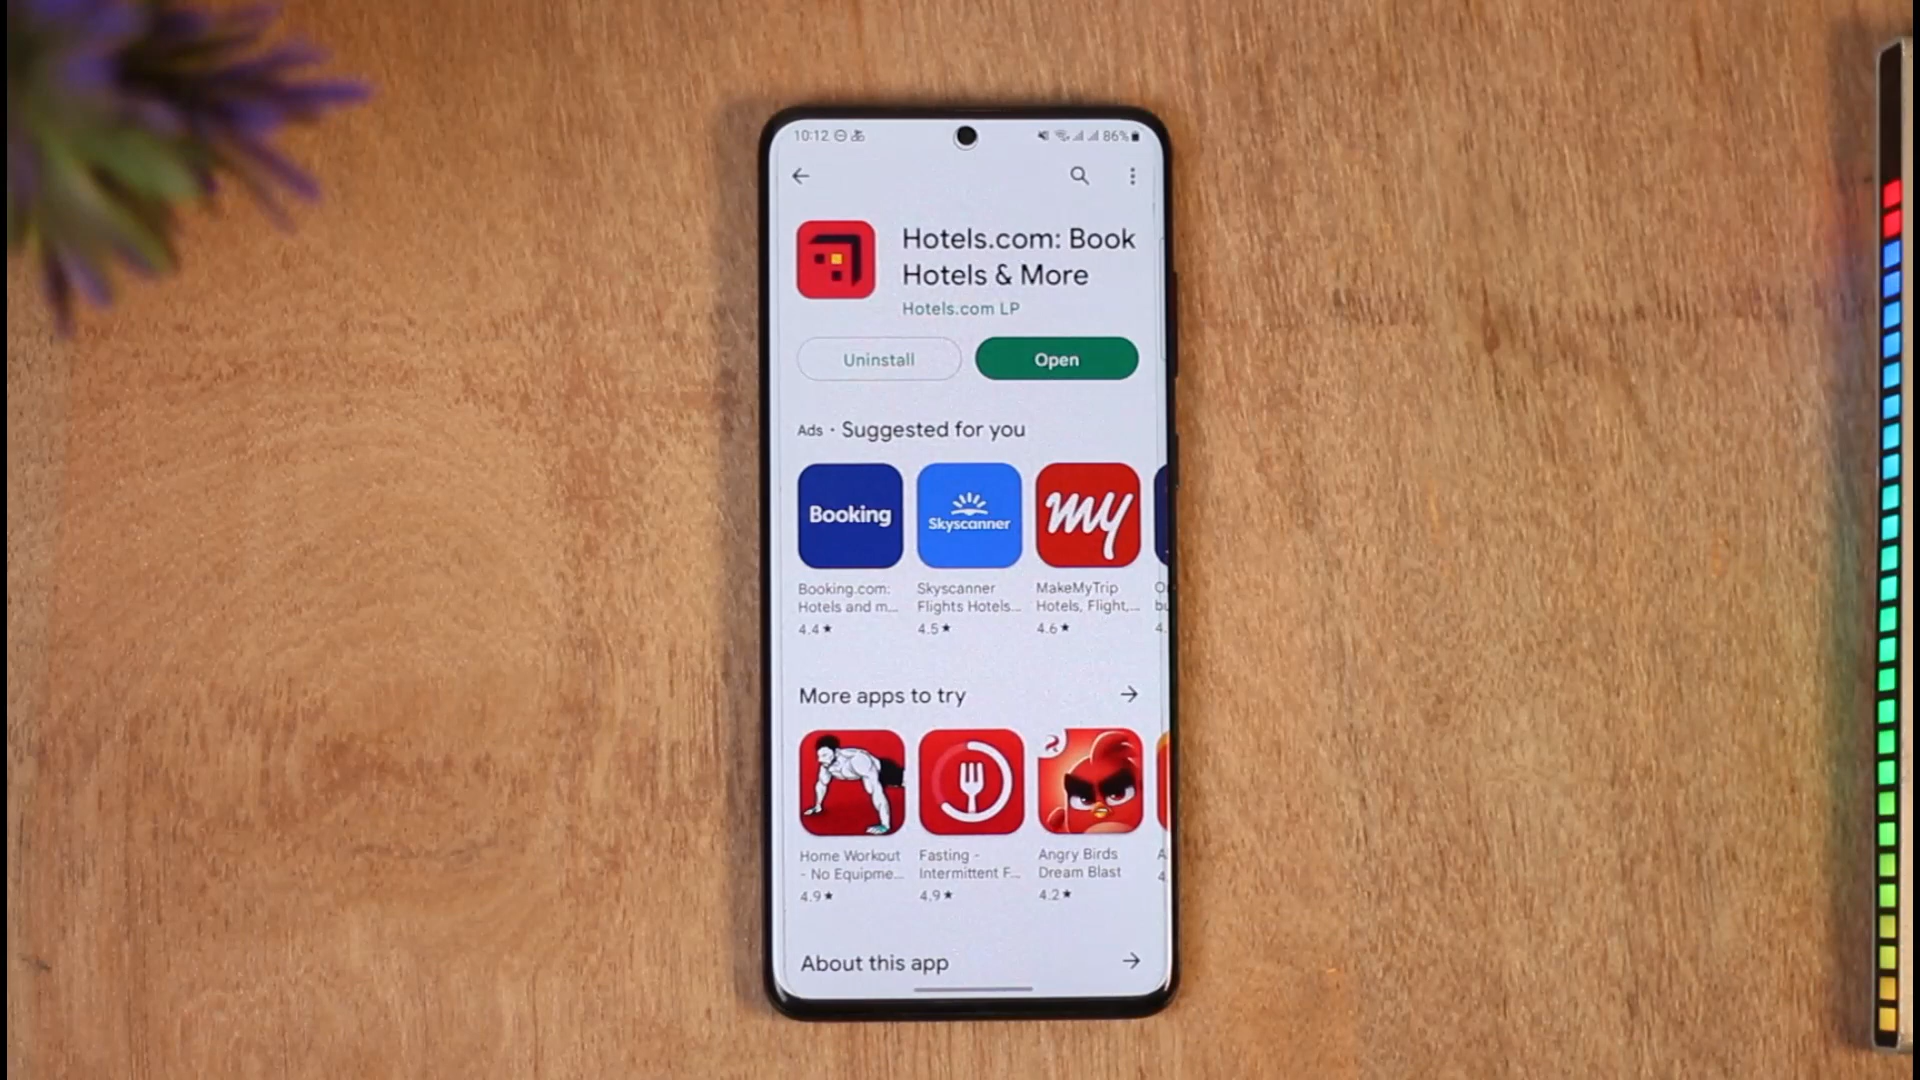 10:12
86%
Hotels.com: Book
Hotels & More
Hotels.com LP
Uninstall
Open
Ads · Suggested for you
Booking
Skyscanner
my
Booking.com:
Hotels and m...
4.4★
Skyscanner
Flights Hotels...
4.5★
MakeMyTrip
Hotels, Flight,...
4.6★
4.
More apps to try
Home Workout
- No Equipme...
4.9★
Fasting -
Intermittent F...
4.9★
Angry Birds
Dream Blast
4.2★
A
4.
About this app